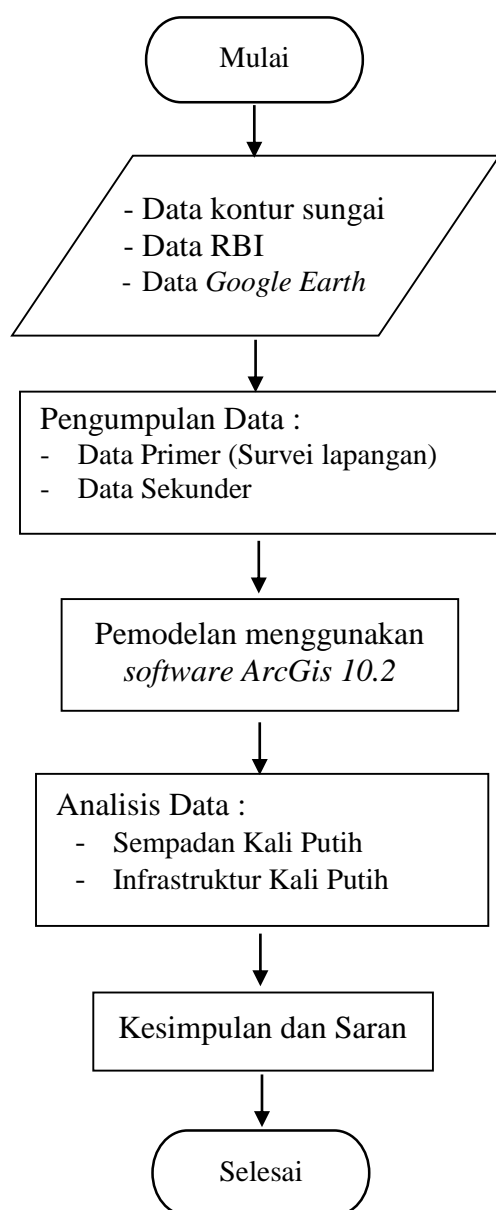 Mulai
- Data kontur sungai
- Data RBI
- Data Google Earth
Pengumpulan Data :
- Data Primer (Survei lapangan)
- Data Sekunder
Pemodelan menggunakan
software ArcGis 10.2
Analisis Data :
- Sempadan Kali Putih
- Infrastruktur Kali Putih
Kesimpulan dan Saran
Selesai